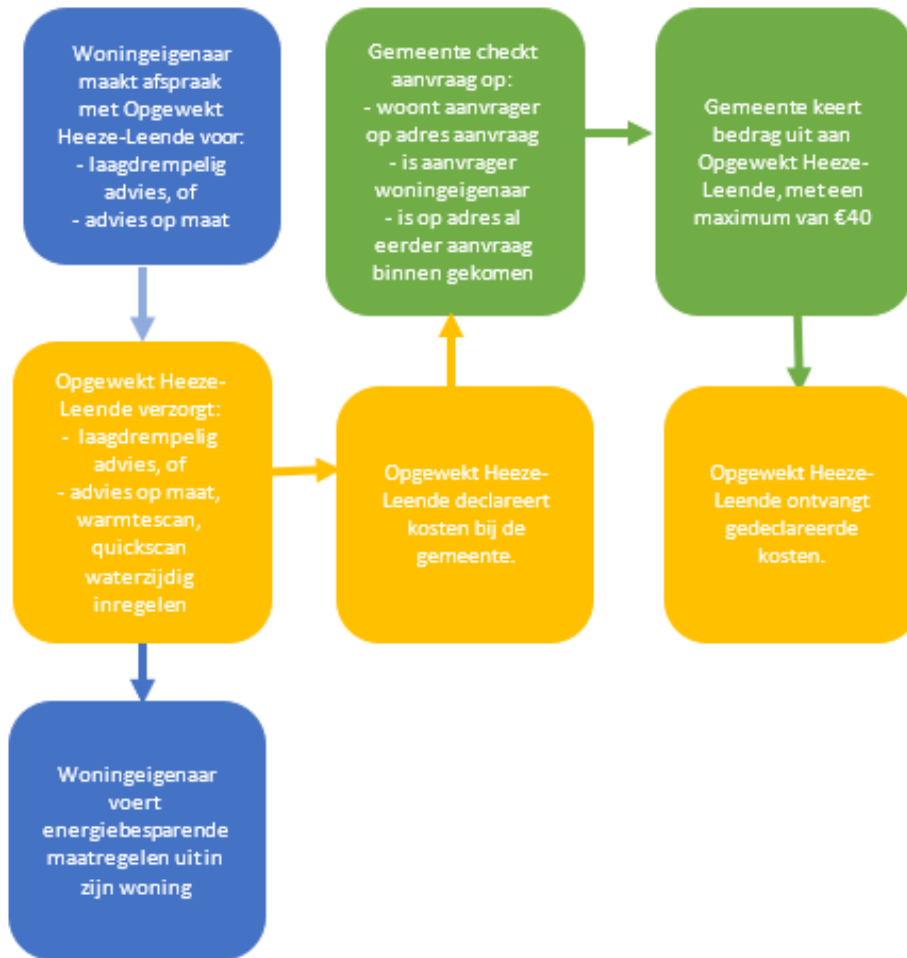 Woningeigenaar
maakt afspraak
met Opgewekt
Heeze-Leende voor:
- laagdrempelig
advies, of
- advies op maat
Opgewekt Heeze-
Leende verzorgt:
- laagdrempelig
advies, of
- advies op maat,
warmtescan,
quickscan
waterzijdig
inregelen
Woningeigenaar
voert
energiebesparende
maatregelen uit in
zijn woning
Opgewekt Heeze-
Leende declareert
kosten bij de
gemeente.
Gemeente checkt
aanvraag op:
- woont aanvrager
op adres aanvraag
- is aanvrager
woningeigenaar
- is op adres al
eerder aanvraag
binnen gekomen
Gemeente keert
bedrag uit aan
Opgewekt Heeze-
Leende, met een
maximum van €40
Opgewekt Heeze-
Leende ontvangt
gedeclareerde
kosten.